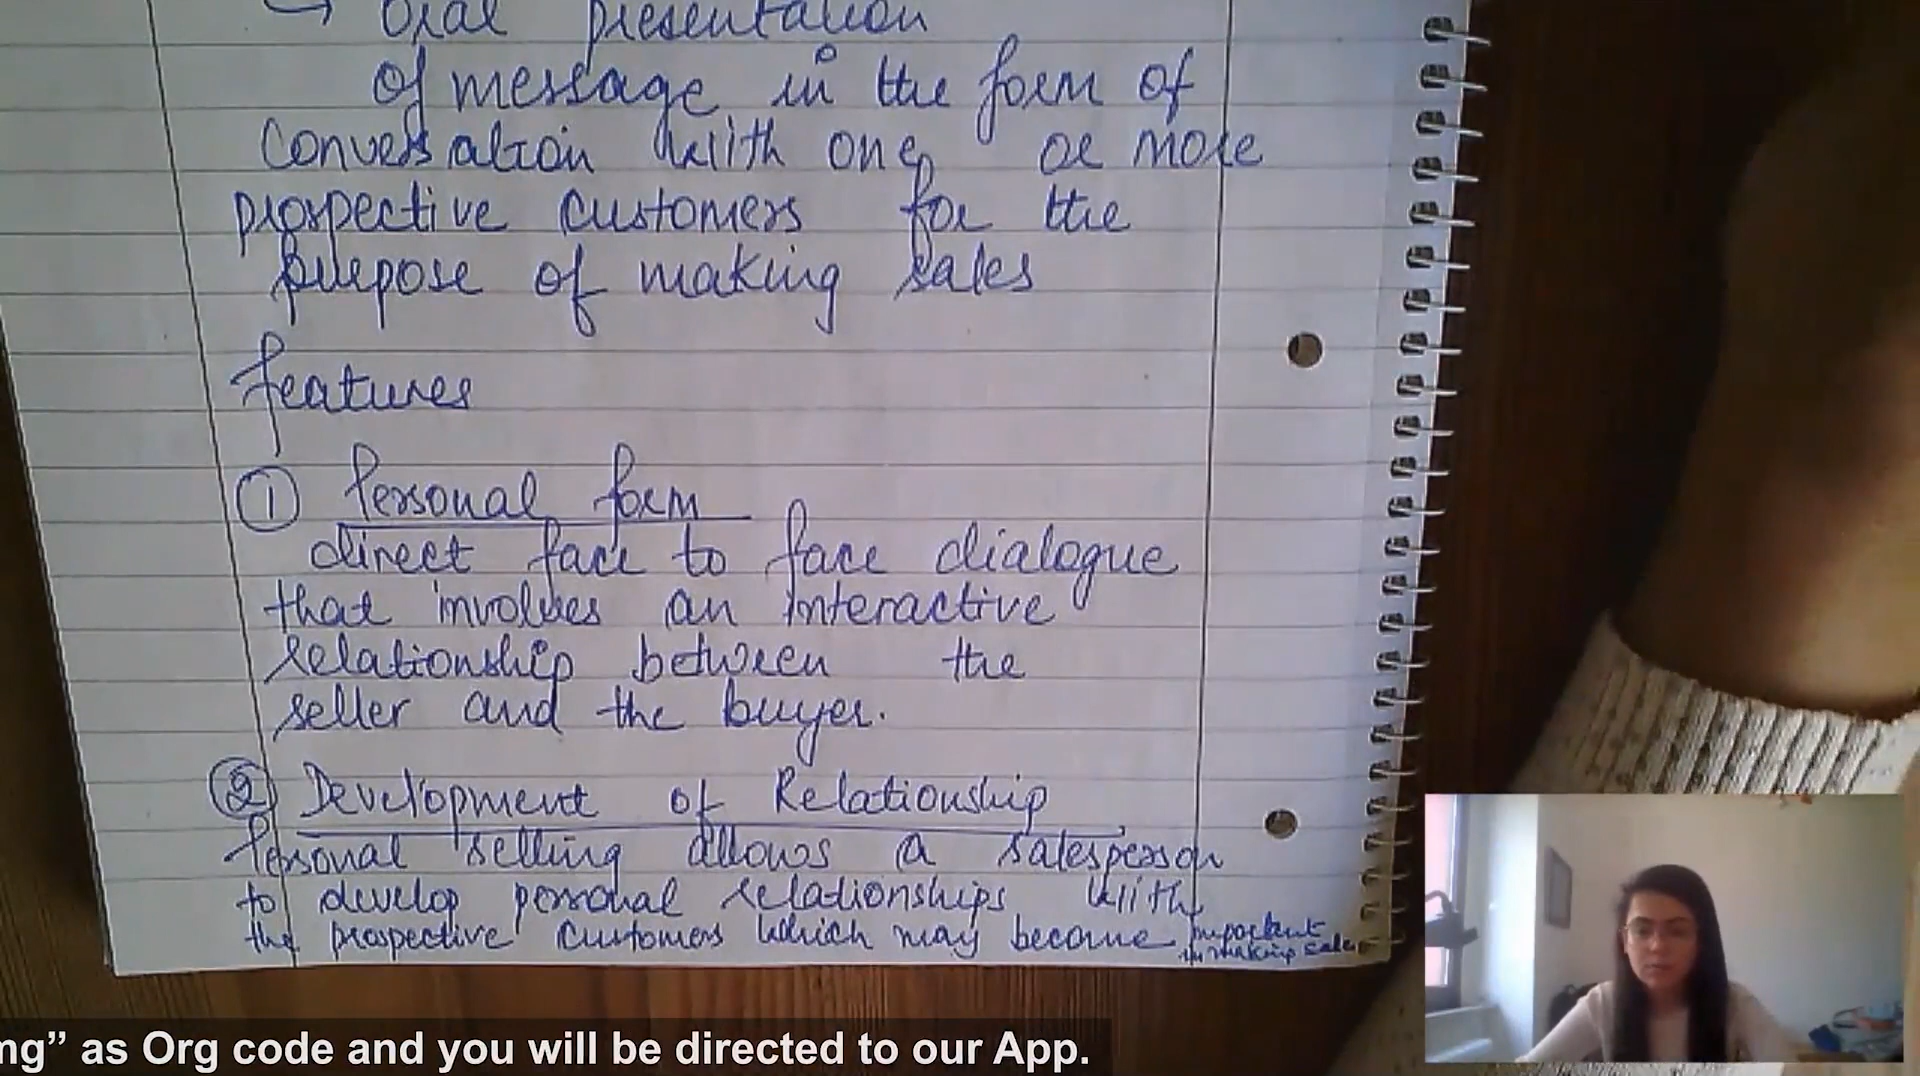 → Oral presentation
of message in the form of
conversation with one or more
prospective customers for the
purpose of making sales
features
① Personal form
direct face to face dialogue
that involves an interactive
relationship between the
seller and the buyer.
② Development of Relationship
Personal selling allows a salesperson
to develop personal relationships with
the prospective customers which may become important
in making sale
ng” as Org code and you will be directed to our App.